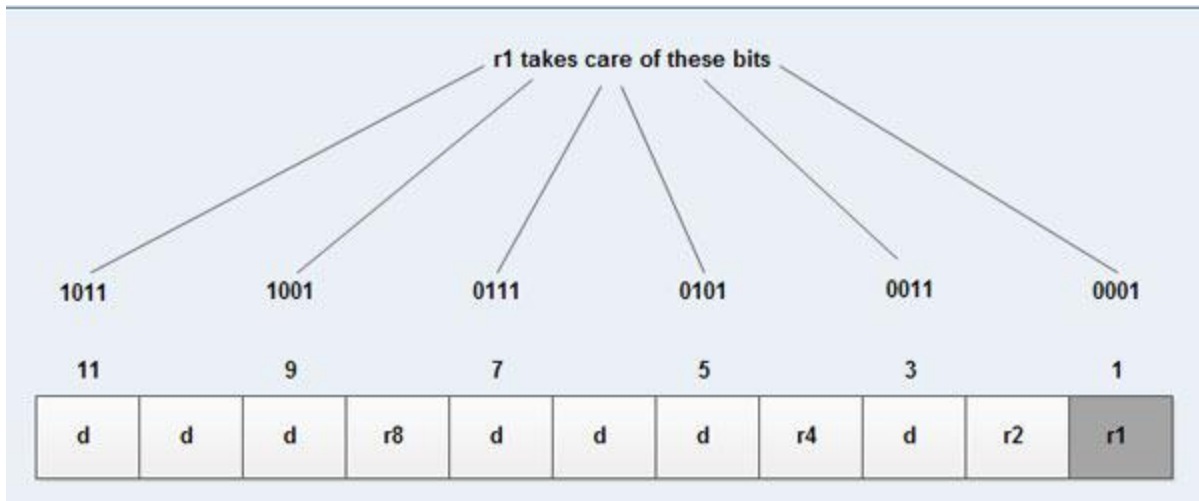 r1 takes care of these bits
1011 1001 0111 0101 0011 0001
11 9 7 5 3 1
d d d r8 d d d r4 d r2 r1